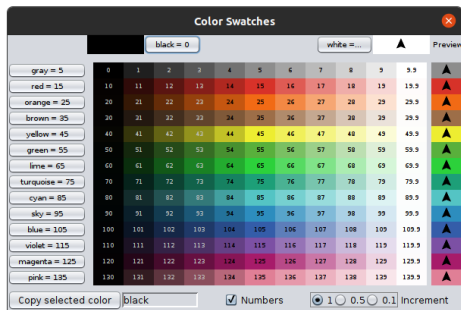 Color Swatches
black = 0 white =... Preview
gray = 5 0 1 2 3 4 5 6 7 8 9 9.9
red = 15 10 11 12 13 14 15 16 17 18 19 19.9
orange = 25 20 21 22 23 24 25 26 27 28 29 29.9
brown = 35 30 31 32 33 34 35 36 37 38 39 39.9
yellow = 45 40 41 42 43 44 45 46 47 48 49 49.9
green = 55 50 51 52 53 54 55 56 57 58 59 59.9
lime = 65 60 61 62 63 64 65 66 67 68 69 69.9
turquoise = 75 70 71 72 73 74 75 76 77 78 79 79.9
cyan = 85 80 81 82 83 84 85 86 87 88 89 89.9
sky = 95 90 91 92 93 94 95 96 97 98 99 99.9
blue = 105 100 101 102 103 104 105 106 107 108 109 109.9
violet = 115 110 111 112 113 114 115 116 117 118 119 119.9
magenta = 125 120 121 122 123 124 125 126 127 128 129 129.9
pink = 135 130 131 132 133 134 135 136 137 138 139 139.9
Copy selected color black Numbers 1 0.5 0.1 Increment